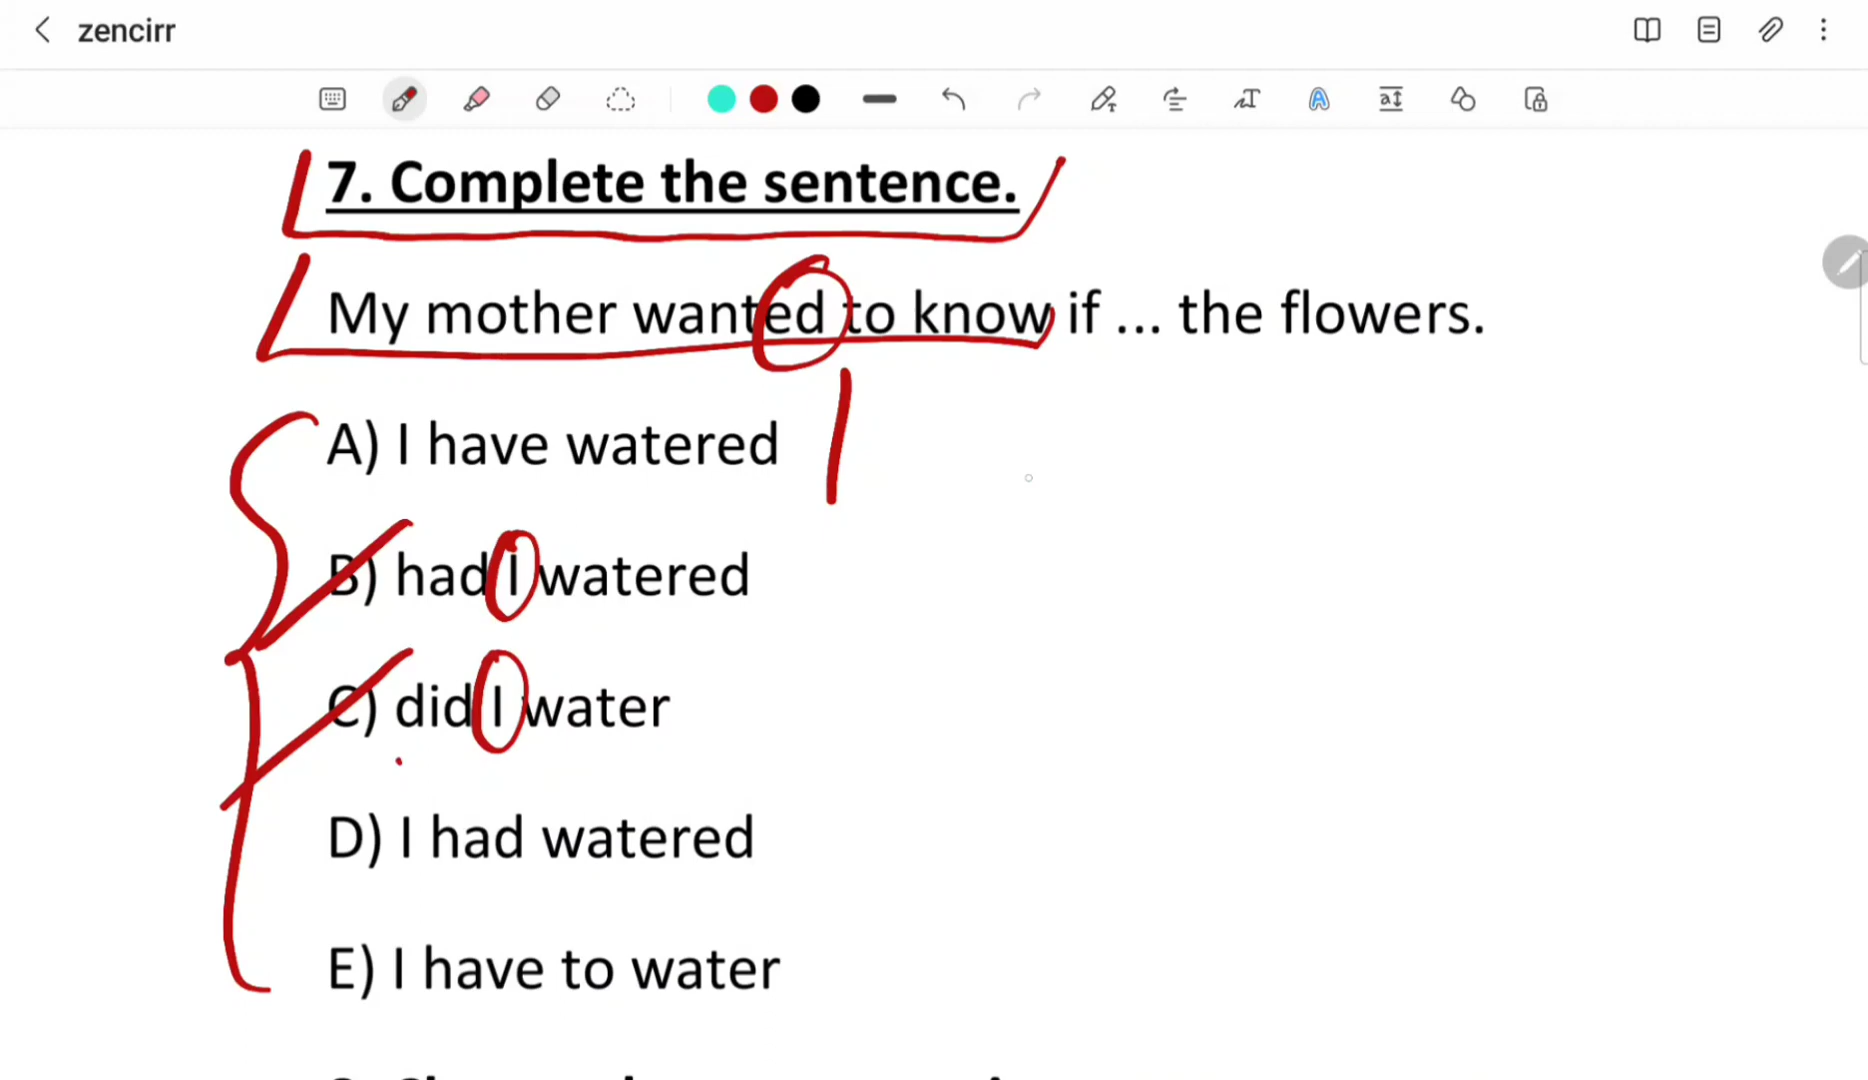 zencirr
7. Complete the sentence.
My mother wanted to know if ... the flowers.
A) I have watered
B) had I watered
C) did I water
D) I had watered
E) I have to water